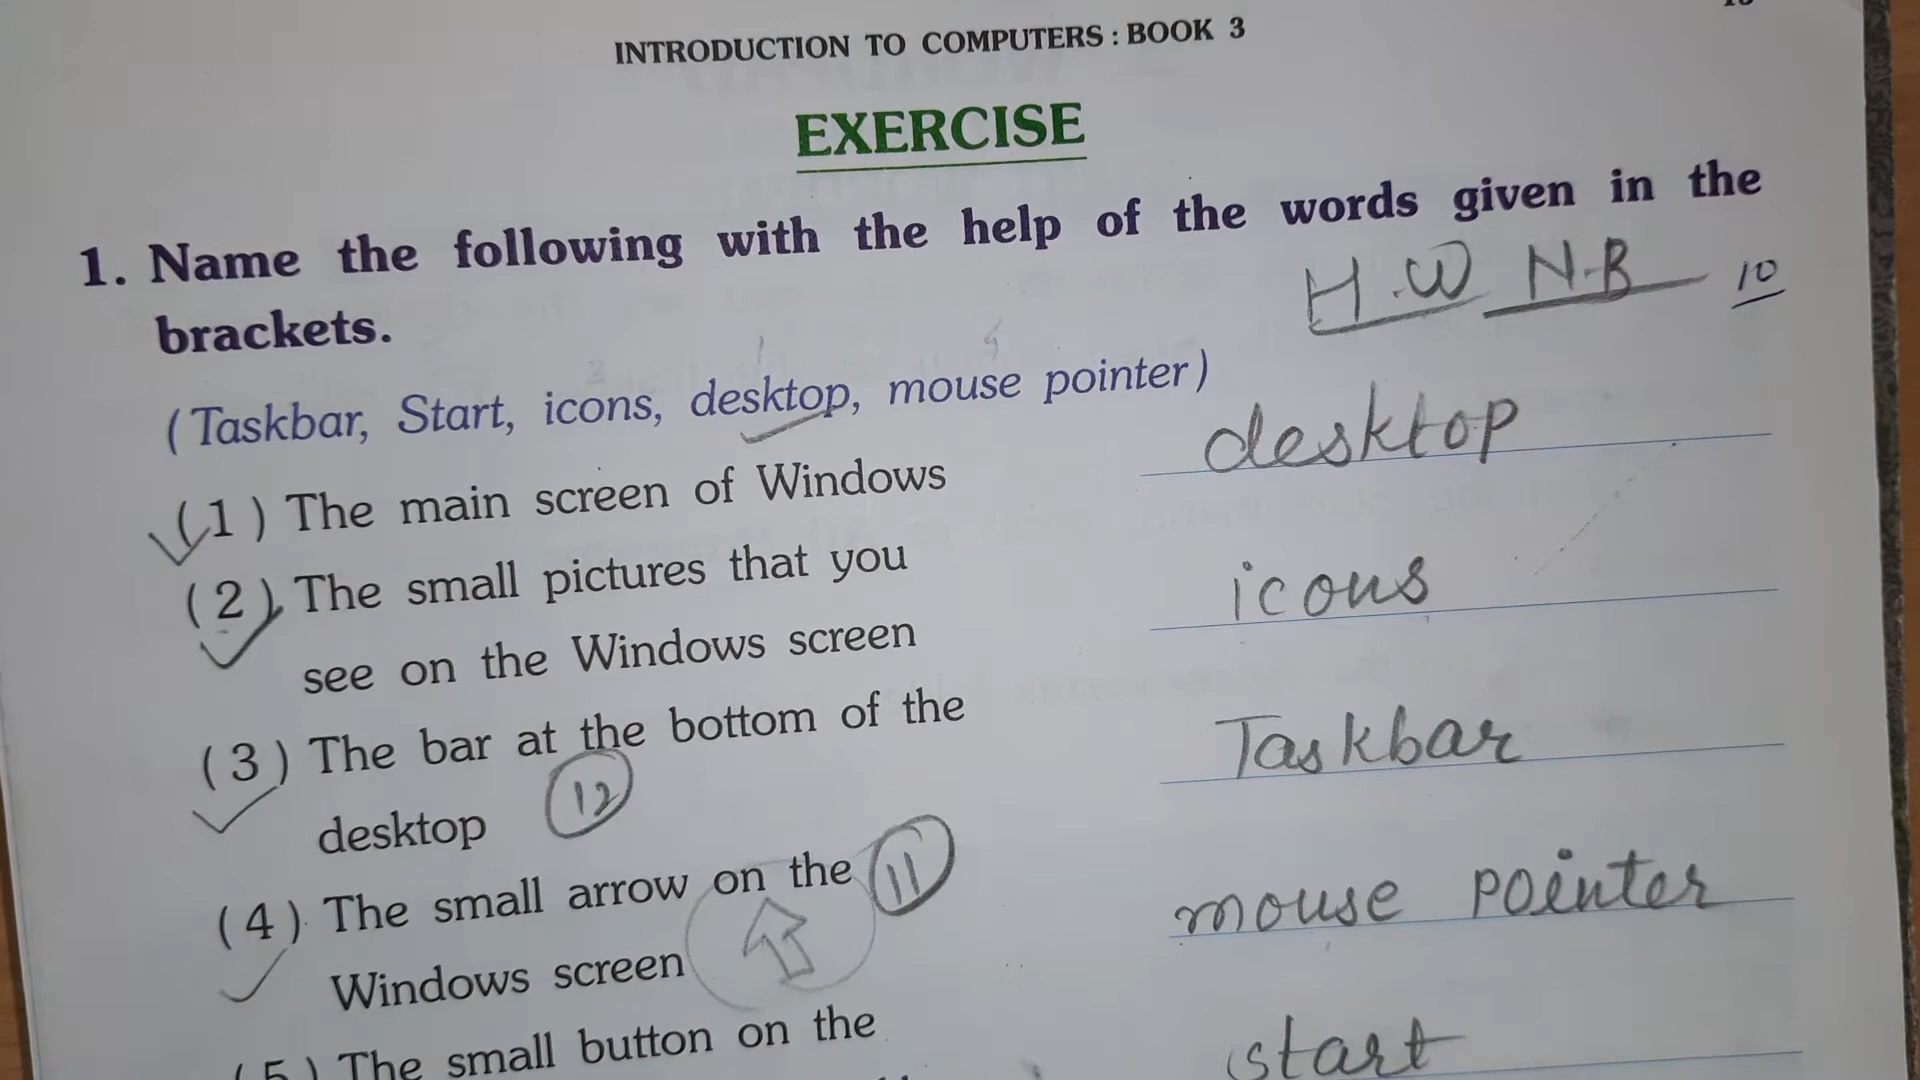 INTRODUCTION TO COMPUTERS : BOOK 3
EXERCISE
1. Name the following with the help of the words given in the
brackets.
H.W N.B 10
(Taskbar, Start, icons, desktop, mouse pointer)
(1) The main screen of Windows desktop
(2) The small pictures that you
see on the Windows screen icons
(3) The bar at the bottom of the
desktop 12 Taskbar
(4) The small arrow on the 11
Windows screen mouse pointer
(5) The small button on the start